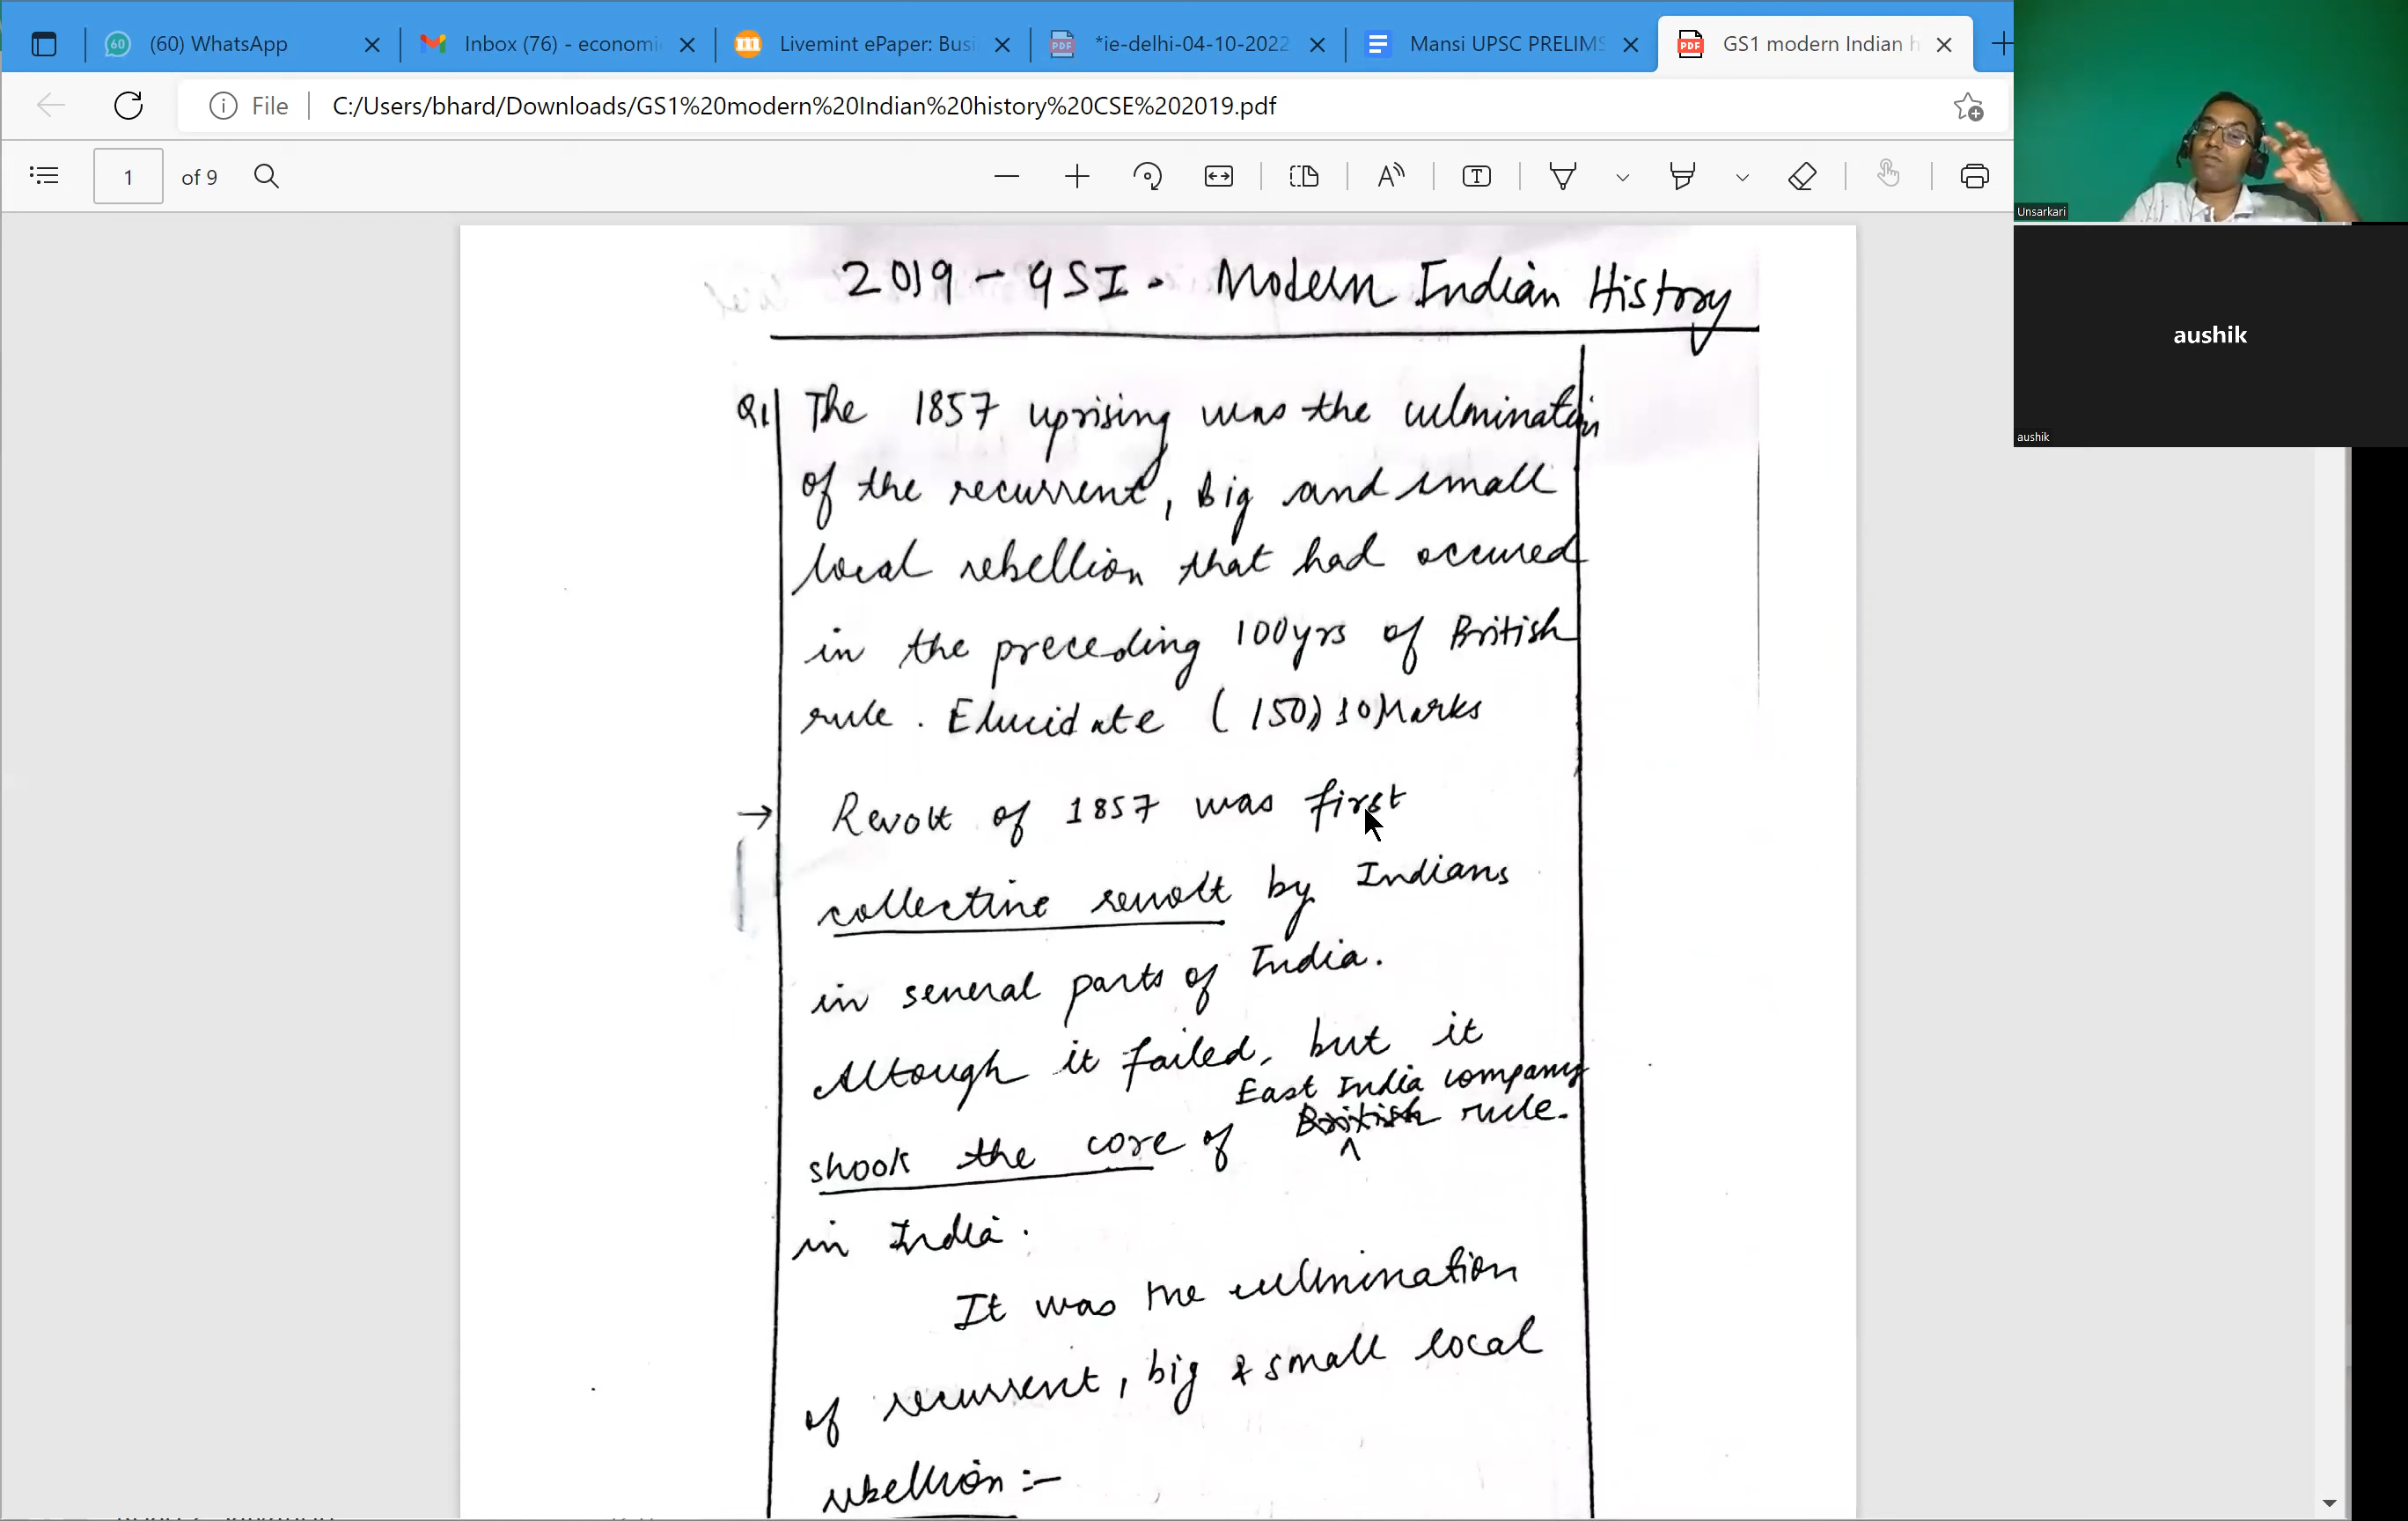 (60) WhatsApp
Inbox (76) - economi
Livemint ePaper: Busi
*ie-delhi-04-10-2022
Mansi UPSC PRELIMS
GS1 modern Indian h
File
C:/Users/bhard/Downloads/GS1%20modern%20Indian%20history%20CSE%202019.pdf
1 of 9
Unsarkari
aushik
aushik
2019 - GSI. Modern Indian History
Q1 The 1857 uprising was the culmination
of the recurrent, big and small
local rebellion that had occured
in the preceding 100yrs of British
rule. Elucidate (150) 10 Marks
→ Revolt of 1857 was first
collective revolt by Indians
in several parts of India.
Altough it failed, but it
East India company
shook the core of British rule.
in India.
It was the culmination
of recurrent, big & small local
rebellion :-